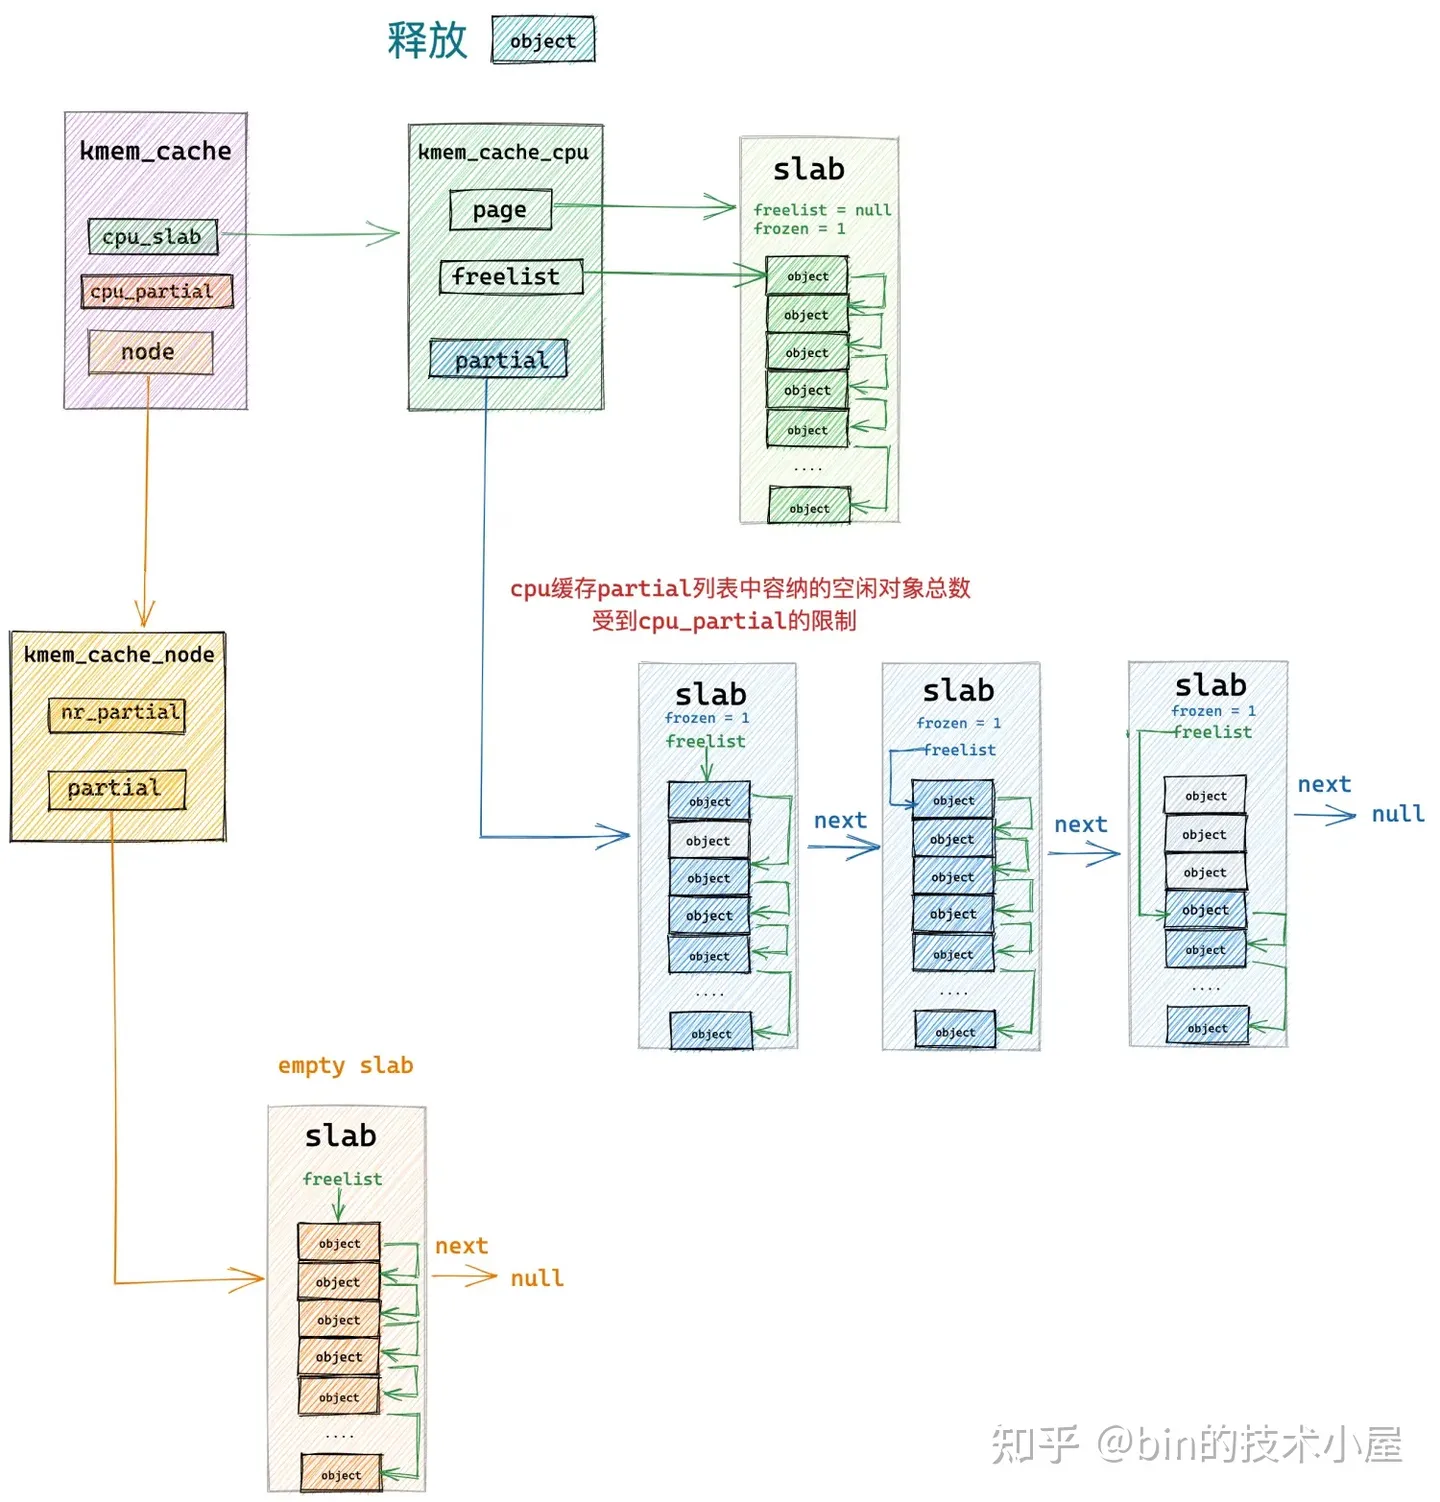 释放 object
kmem_cache
cpu_slab
cpu_partial
node
kmem_cache_cpu
page
freelist
partial
slab
freelist = null
frozen = 1
object
object
object
object
object
....
object
cpu缓存partial列表中容纳的空闲对象总数
受到cpu_partial的限制
kmem_cache_node
nr_partial
partial
slab
frozen = 1
freelist
object
object
object
object
object
....
object
next
slab
frozen = 1
freelist
object
object
object
object
object
....
object
next
slab
frozen = 1
freelist
object
object
object
object
object
....
object
next
null
empty slab
slab
freelist
object
object
object
object
object
....
object
next
null
知乎 @bin的技术小屋